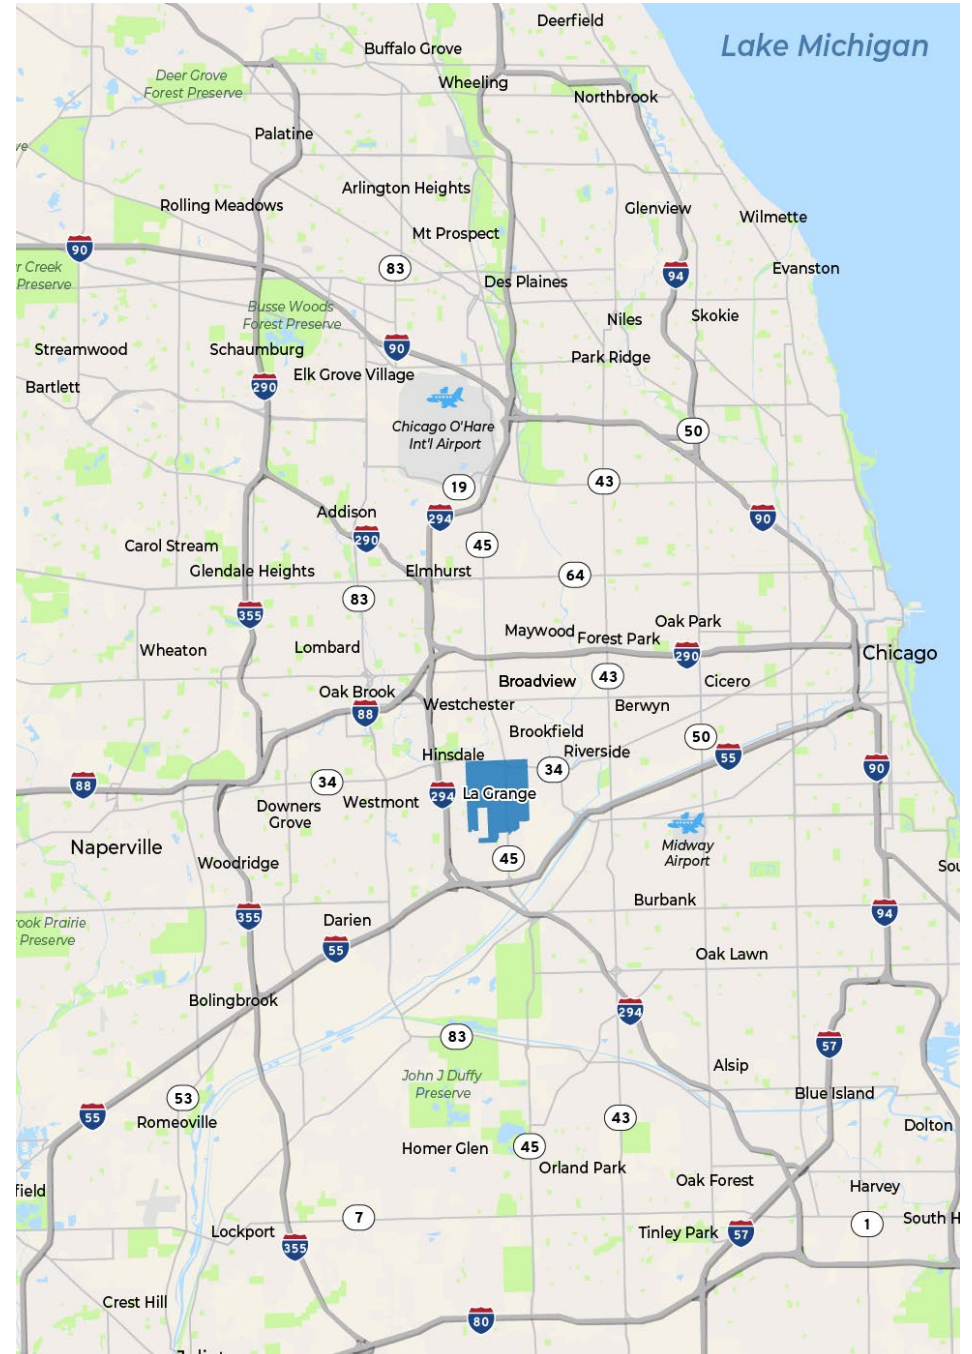 Deerfield
Lake Michigan
Buffalo Grove
Deer Grove
Forest Preserve
Wheeling
Northbrook
Palatine
ve
Arlington Heights
Rolling Meadows
Glenview
Wilmette
Mt Prospect
90
83
r Creek
Preserve
94
Evanston
Des Plaines
Busse Woods
Forest Preserve
Niles
Skokie
Streamwood
Schaumburg
90
Park Ridge
Bartlett
290
Elk Grove Village
Chicago O'Hare
Int'l Airport
50
19
43
Addison
294
90
290
45
Carol Stream
Glendale Heights
Elmhurst
64
83
355
Maywood
Forest Park
Oak Park
Wheaton
Lombard
290
Chicago
Oak Brook
Broadview
43
Cicero
88
Westchester
Berwyn
Brookfield
50
Hinsdale
Riverside
55
34
34
90
88
294
La Grange
Downers
Grove
Westmont
Naperville
Midway
Airport
Woodridge
45
Sou
Burbank
355
94
rook Prairie
Preserve
Darien
55
Oak Lawn
Bolingbrook
294
83
57
John J Duffy
Preserve
Alsip
53
Blue Island
55
Romeoville
43
Dolton
Homer Glen
45
Orland Park
field
Oak Forest
Harvey
7
Lockport
Tinley Park
57
1
South H
355
Crest Hill
80